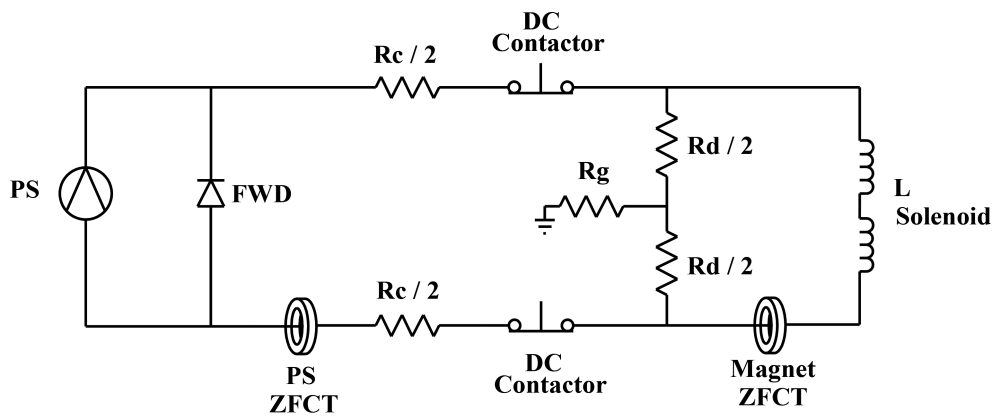 DC
Contactor
Rc / 2
Rd / 2
Rg
PS
FWD
L
Solenoid
Rd / 2
Rc / 2
PS
ZFCT
DC
Contactor
Magnet
ZFCT